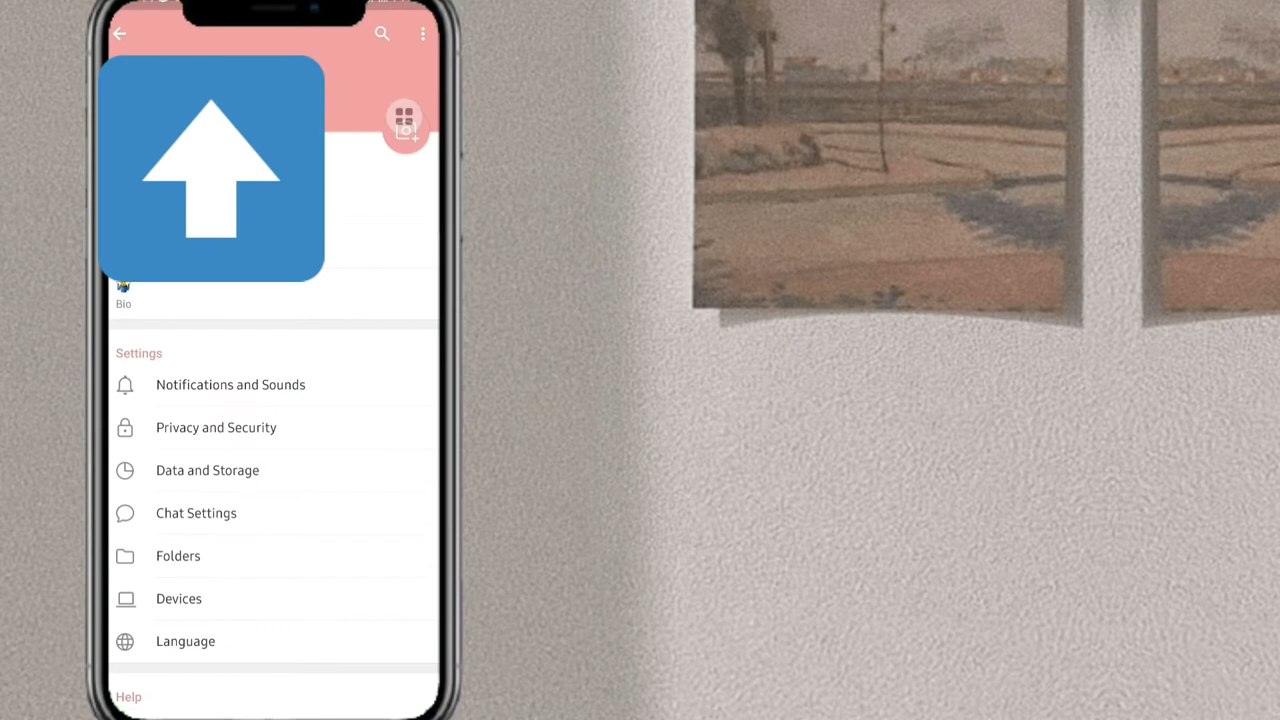 Bio
Settings
Notifications and Sounds
Privacy and Security
Data and Storage
Chat Settings
Folders
Devices
Language
Help